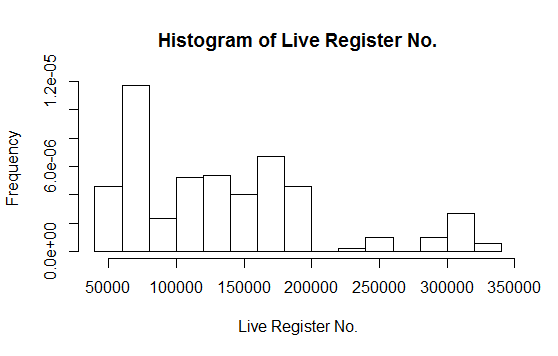 Histogram of Live Register No.
Frequency
1.2e-05
6.0e-06
0.0e+00
50000 100000 150000 200000 250000 300000 350000
Live Register No.